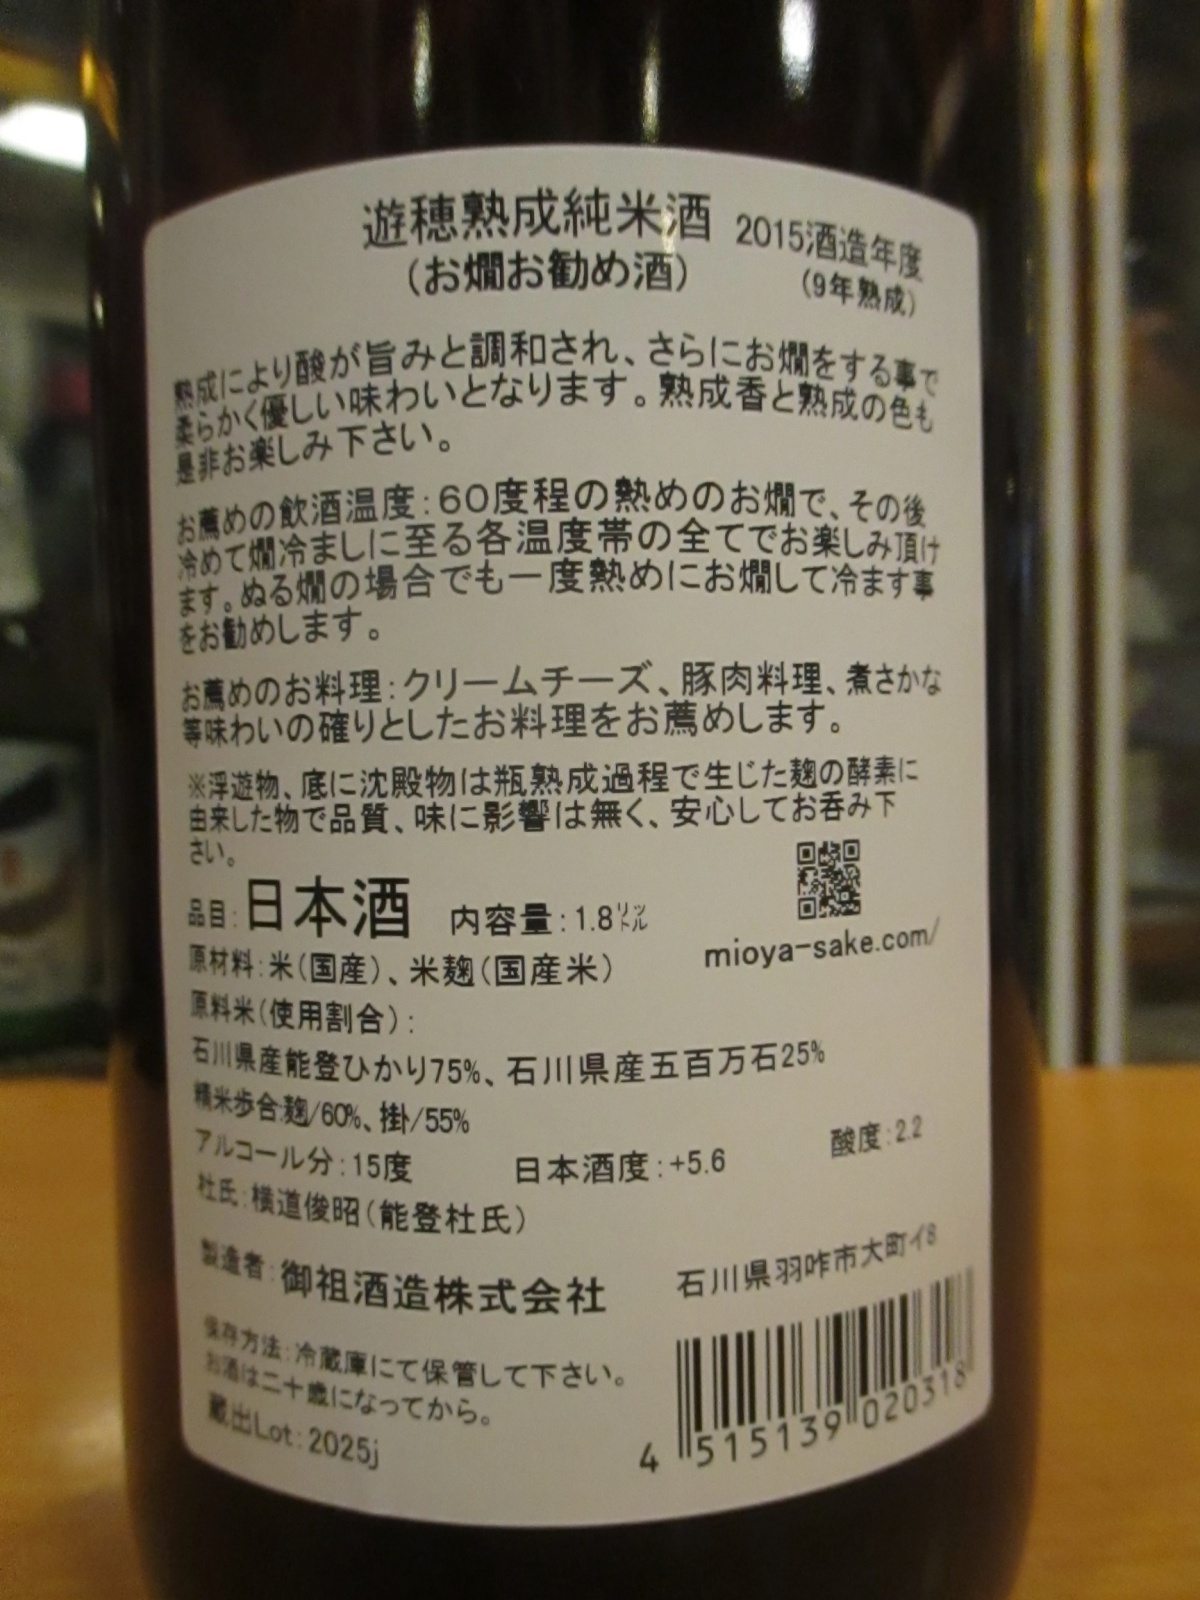 遊穂熟成純米酒 2015酒造年度
(お燗お勧め酒) (9年熟成)
熟成により酸が旨みと調和され、さらにお燗をする事で
柔らかく優しい味わいとなります。熟成香と熟成の色も
是非お楽しみ下さい。
お薦めの飲酒温度:60度程の熱めのお燗で、その後
冷めて燗冷ましに至る各温度帯の全てでお楽しみ頂け
ます。ぬる燗の場合でも一度熱めにお燗して冷ます事
をお勧めします。
お薦めのお料理:クリームチーズ、豚肉料理、煮さかな
等味わいの確りとしたお料理をお薦めします。
※浮遊物、底に沈殿物は瓶熟成過程で生じた麹の酵素に
由来した物で品質、味に影響は無く、安心してお呑み下
さい。
品目:日本酒 内容量:1.8リットル
mioya-sake.com/
原材料:米(国産)、米麹(国産米)
原料米(使用割合):
石川県産能登ひかり75%、石川県産五百万石25%
精米歩合:麹/60%、掛/55%
アルコール分:15度 日本酒度:+5.6 酸度:2.2
杜氏:横道俊昭(能登杜氏)
製造者:御祖酒造株式会社 石川県羽咋市大町イ8
保存方法:冷蔵庫にて保管して下さい。
お酒は二十歳になってから。
蔵出Lot:2025j
4 515139 020318